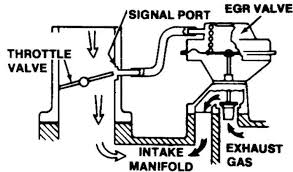 SIGNAL PORT
EGR VALVE
THROTTLE
VALVE
INTAKE
MANIFOLD
EXHAUST
GAS